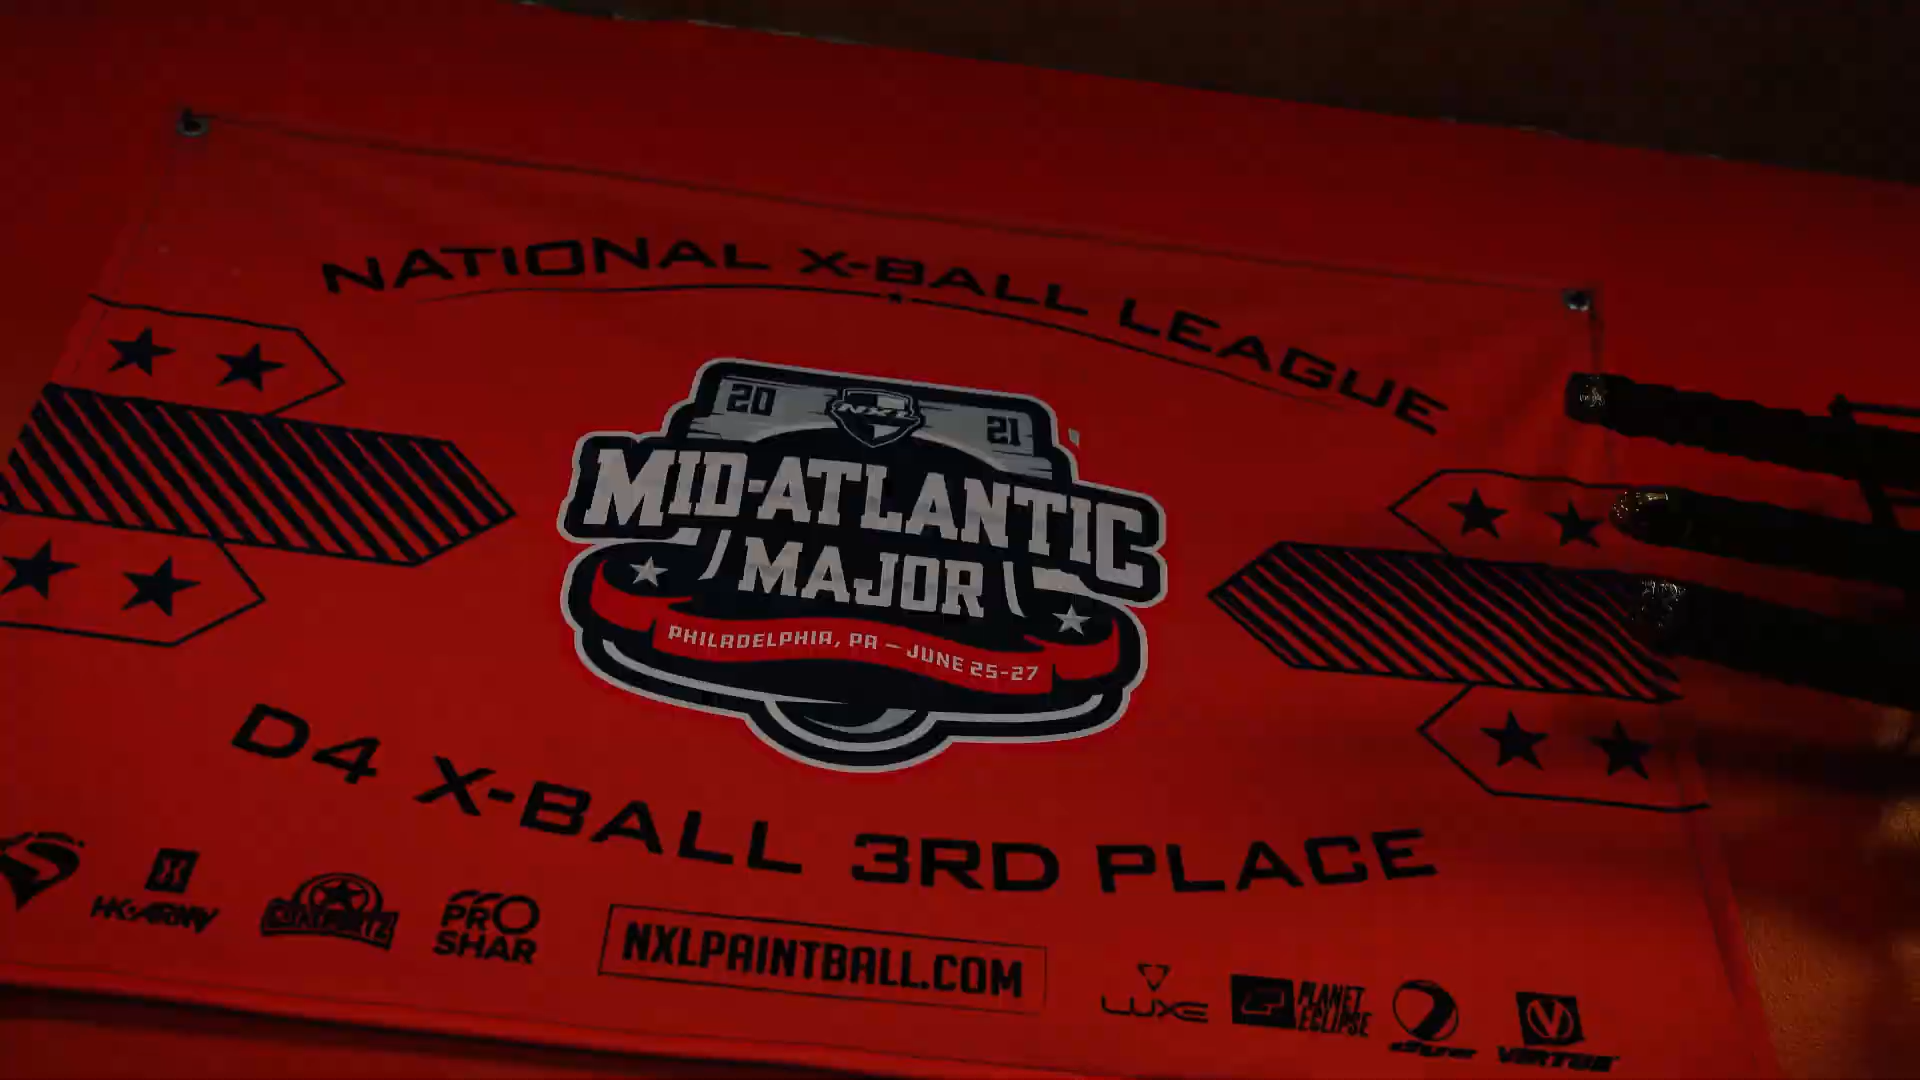 NATIONAL X-BALL LEAGUE
20 NXL 21
MID-ATLANTIC
MAJOR
PHILADELPHIA, PA – JUNE 25-27
D4 X-BALL 3RD PLACE
HK ARMY
PRO
SHAR
NXLPAINTBALL.COM
LUXE
PLANET
ECLIPSE
dye
VIRTUE